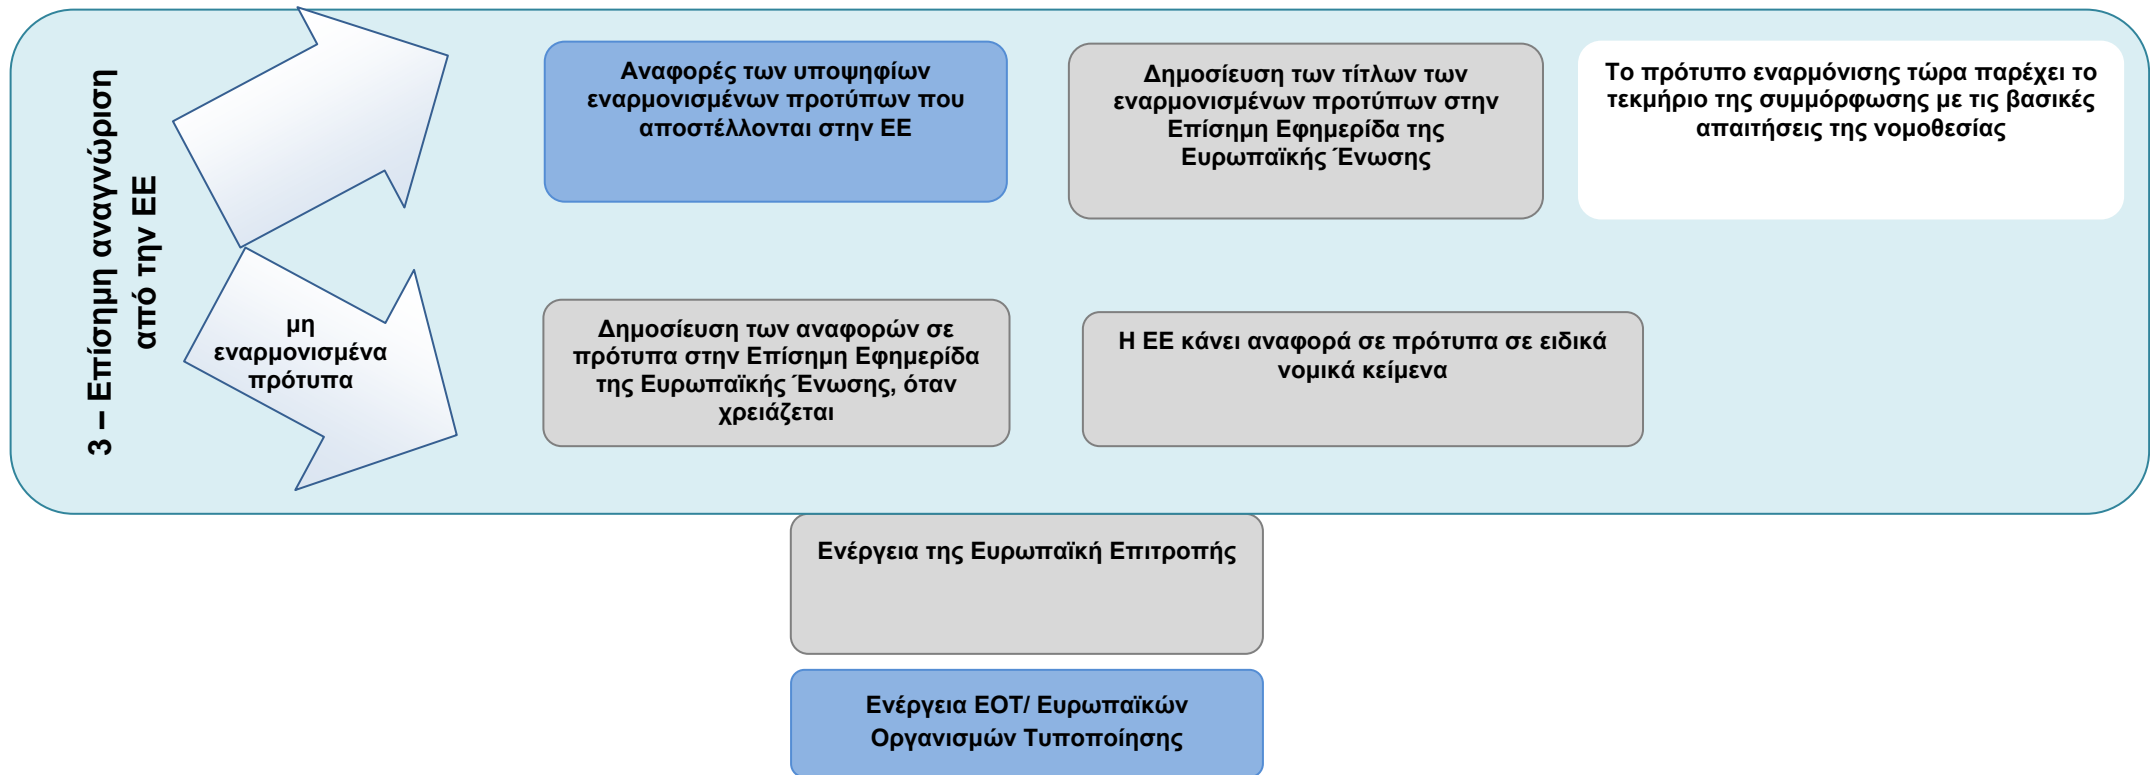 3 – Επίσημη αναγνώριση
από την ΕΕ
Αναφορές των υποψηφίων
εναρμονισμένων προτύπων που
αποστέλλονται στην ΕΕ
Δημοσίευση των τίτλων των
εναρμονισμένων προτύπων στην
Επίσημη Εφημερίδα της
Ευρωπαϊκής Ένωσης
Το πρότυπο εναρμόνισης τώρα παρέχει το
τεκμήριο της συμμόρφωσης με τις βασικές
απαιτήσεις της νομοθεσίας
μη
εναρμονισμένα
πρότυπα
Δημοσίευση των αναφορών σε
πρότυπα στην Επίσημη Εφημερίδα
της Ευρωπαϊκής Ένωσης, όταν
χρειάζεται
Η ΕΕ κάνει αναφορά σε πρότυπα σε ειδικά
νομικά κείμενα
Ενέργεια της Ευρωπαϊκή Επιτροπής
Ενέργεια ΕΟΤ/ Ευρωπαϊκών
Οργανισμών Τυποποίησης